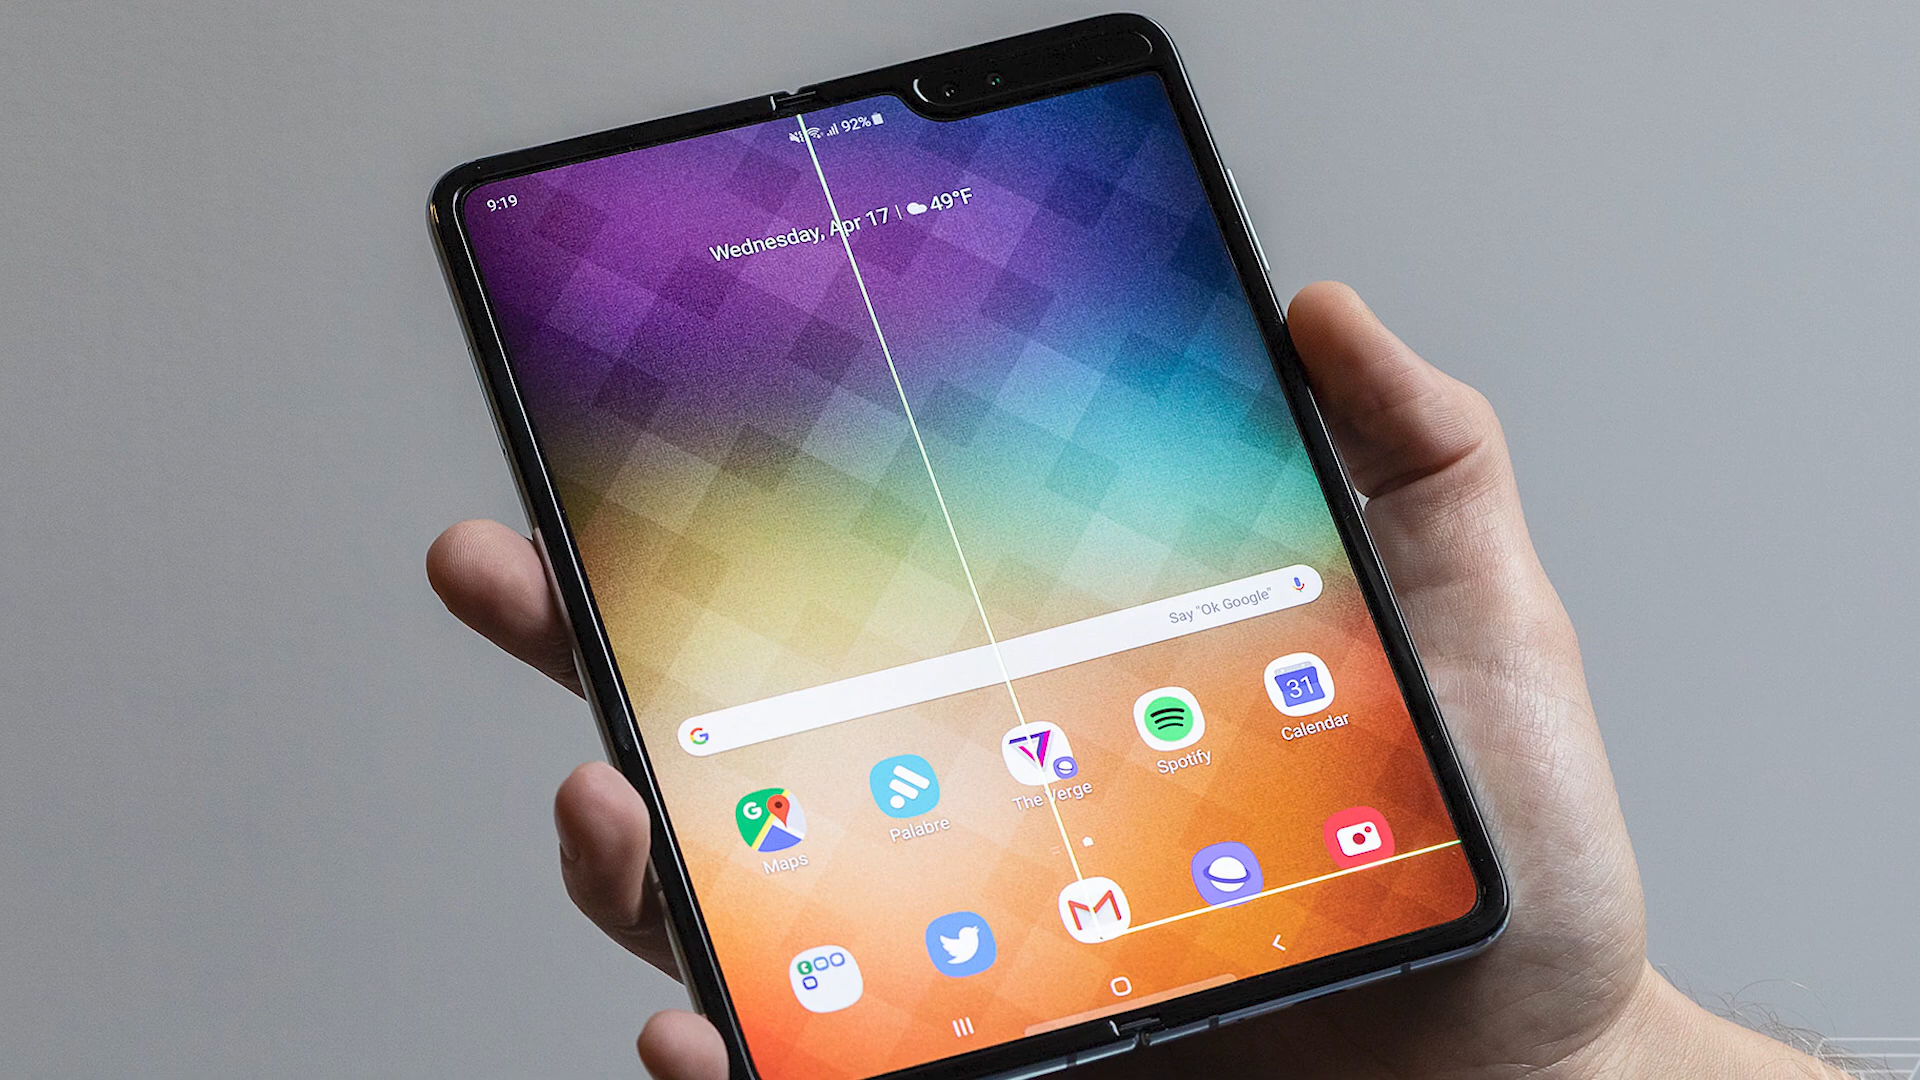 92%
9:19
Wednesday, Apr 17 | 49°F
Say "Ok Google"
G
31
Calendar
Spotify
The Verge
Palabre
G
Maps